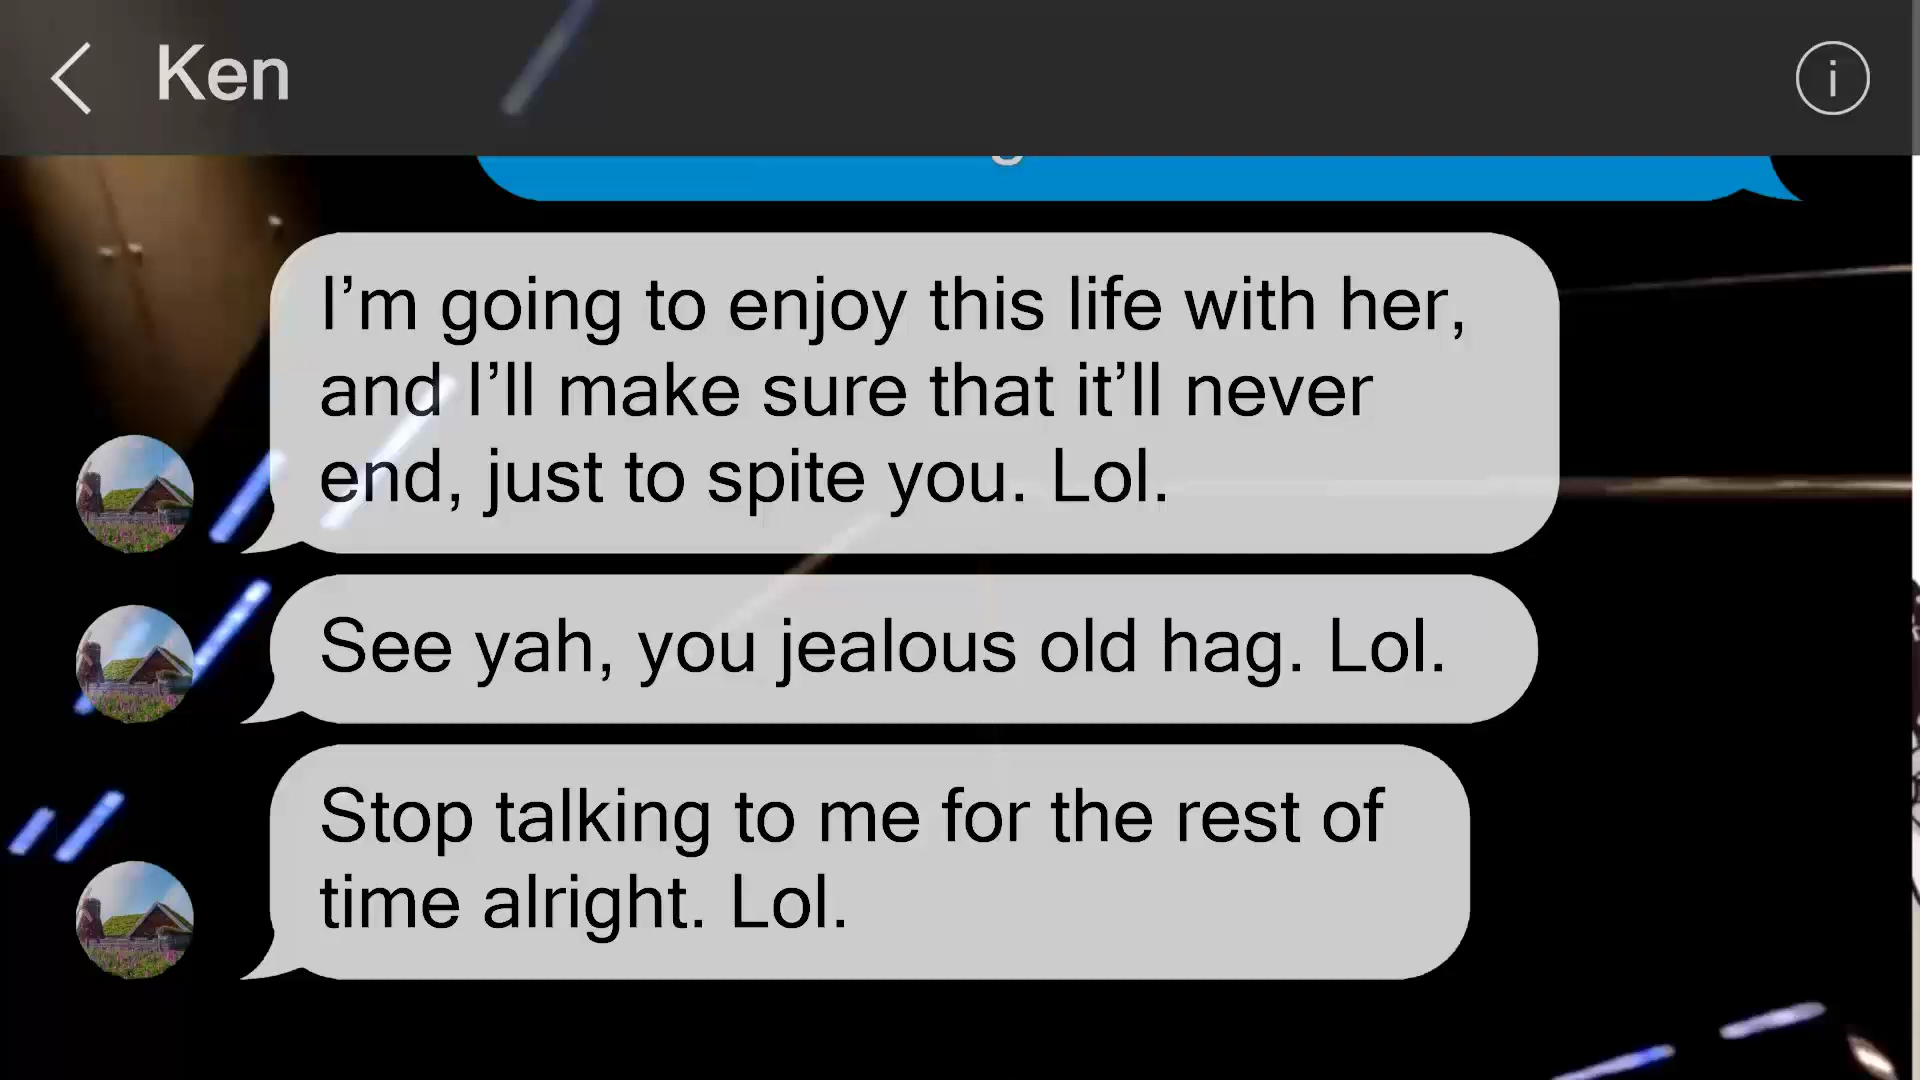 Ken
I’m going to enjoy this life with her,
and I’ll make sure that it’ll never
end, just to spite you. Lol.
See yah, you jealous old hag. Lol.
Stop talking to me for the rest of
time alright. Lol.